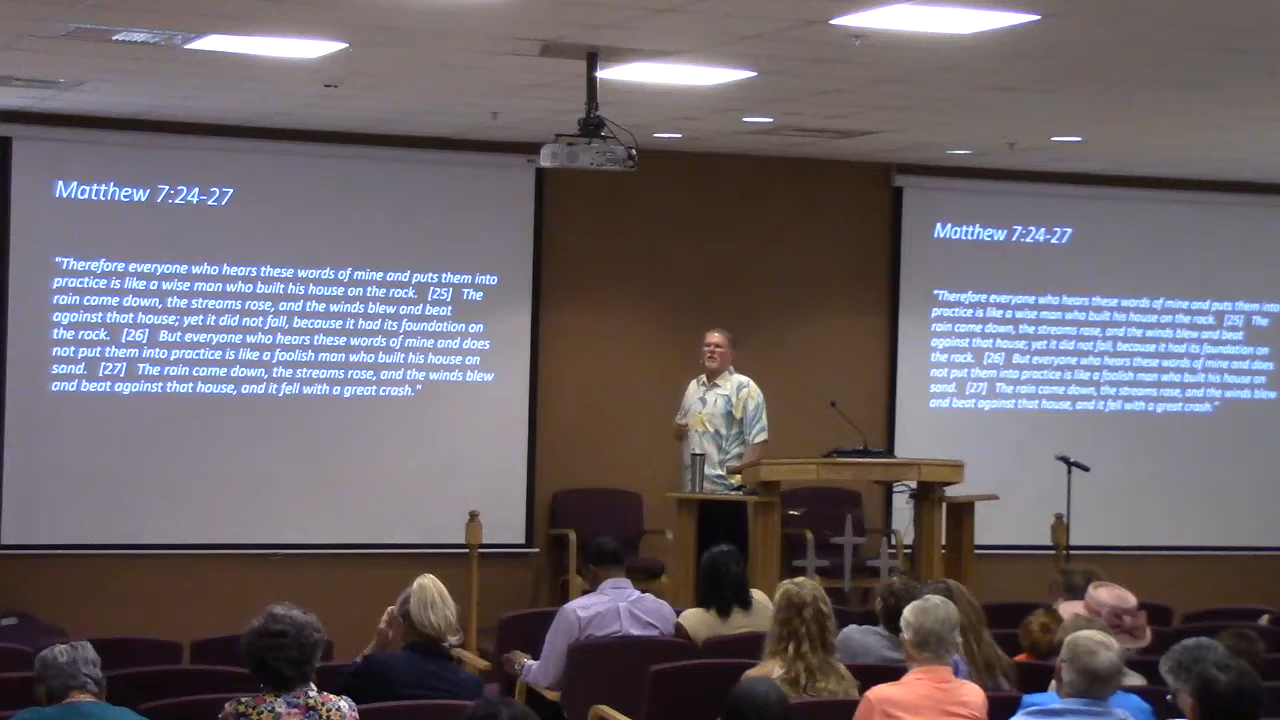 Matthew 7:24-27
"Therefore everyone who hears these words of mine and puts them into
practice is like a wise man who built his house on the rock. [25] The
rain came down, the streams rose, and the winds blew and beat
against that house; yet it did not fall, because it had its foundation on
the rock. [26] But everyone who hears these words of mine and does
not put them into practice is like a foolish man who built his house on
sand. [27] The rain came down, the streams rose, and the winds blew
and beat against that house, and it fell with a great crash."
Matthew 7:24-27
"Therefore everyone who hears these words of mine and puts them into
practice is like a wise man who built his house on the rock. [25] The
rain came down, the streams rose, and the winds blew and beat
against that house; yet it did not fall, because it had its foundation on
the rock. [26] But everyone who hears these words of mine and does
not put them into practice is like a foolish man who built his house on
sand. [27] The rain came down, the streams rose, and the winds blew
and beat against that house, and it fell with a great crash."